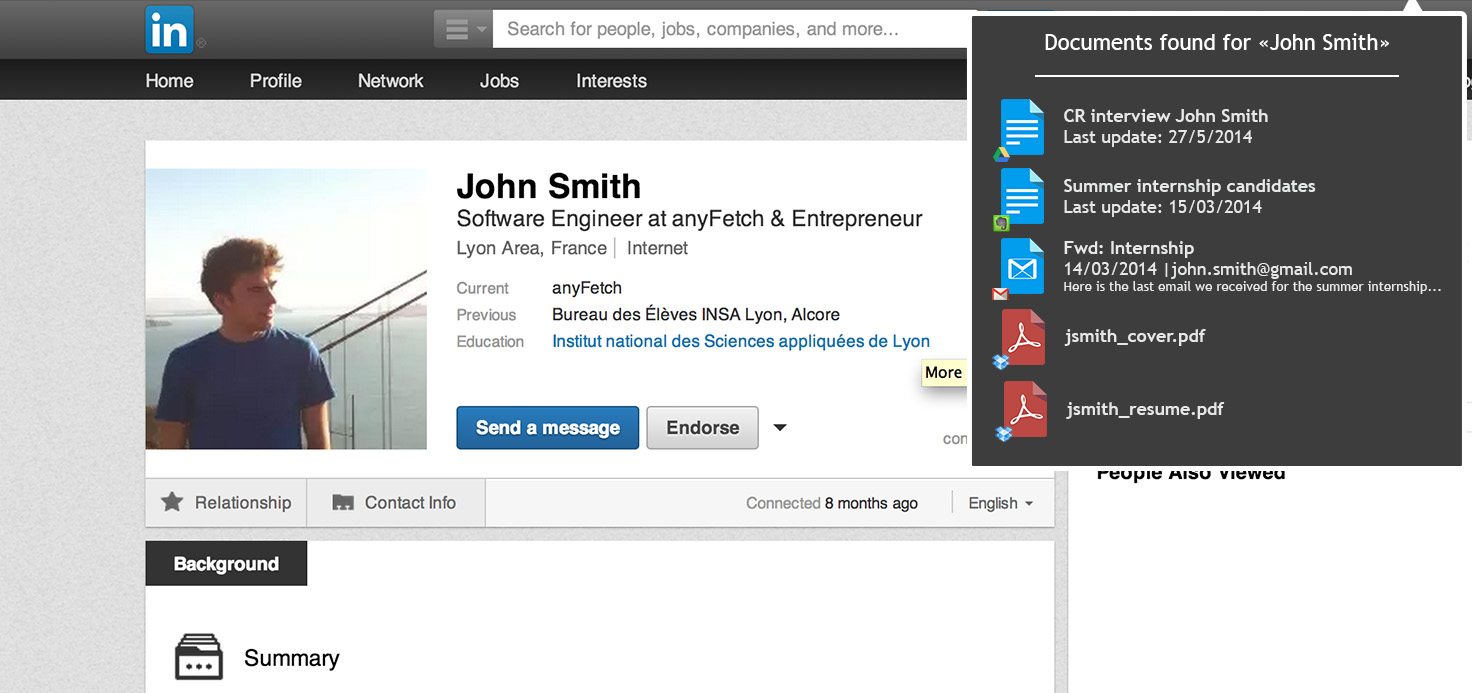 in ®
Search for people, jobs, companies, and more...
Home Profile Network Jobs Interests
John Smith
Software Engineer at anyFetch & Entrepreneur
Lyon Area, France Internet
Current anyFetch
Previous Bureau des Élèves INSA Lyon, Alcore
Education Institut national des Sciences appliquées de Lyon
More
Send a message Endorse
Relationship Contact Info Connected 8 months ago English
Background
Summary
Documents found for «John Smith»
CR interview John Smith
Last update: 27/5/2014
Summer internship candidates
Last update: 15/03/2014
Fwd: Internship
14/03/2014 | john.smith@gmail.com
Here is the last email we received for the summer internship...
jsmith_cover.pdf
jsmith_resume.pdf
People Also Viewed